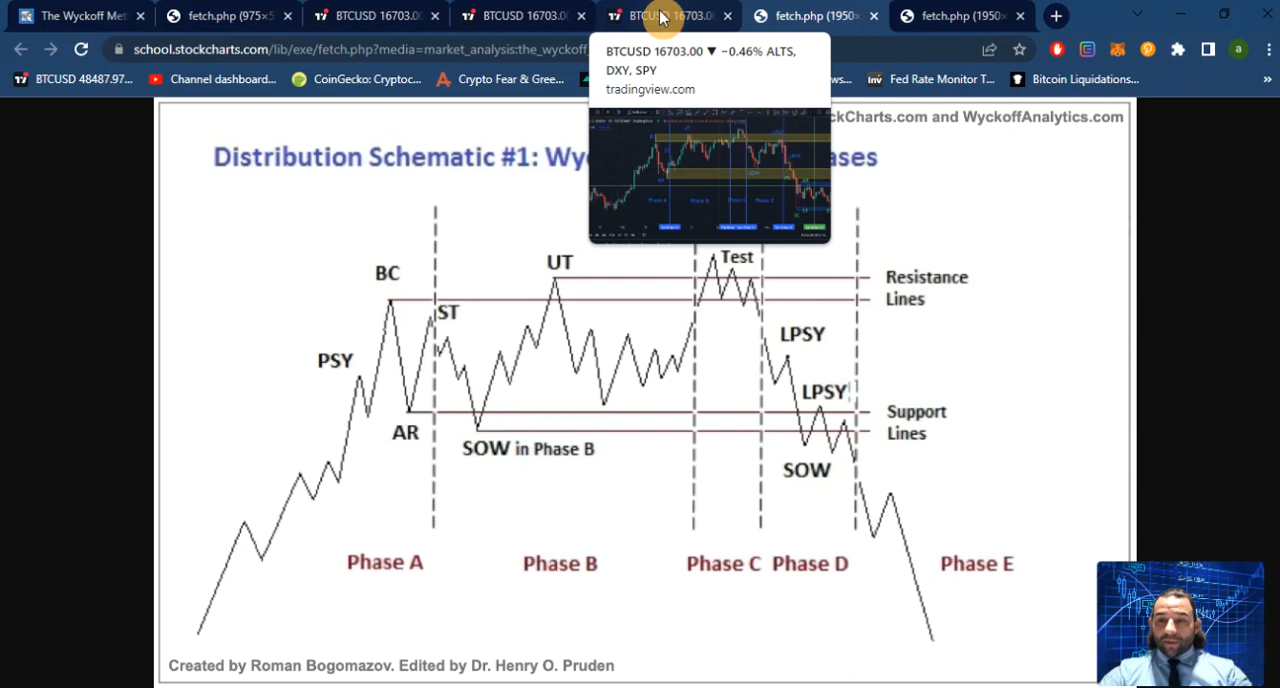 The Wyckoff Me
fetch.php (975×5
BTCUSD 16703.00
BTCUSD 16703.0
BTCUSD 16703.0
fetch.php (1950×
fetch.php (1950×
school.stockcharts.com/lib/exe/fetch.php?media=market_analysis:the_wyckoff
BTCUSD 48487.97...
Channel dashboard...
CoinGecko: Cryptoc...
Crypto Fear & Gree...
Fed Rate Monitor T...
Bitcoin Liquidations...
BTCUSD 16703.00 ▼ −0.46% ALTS,
DXY, SPY
tradingview.com
ckCharts.com and WyckoffAnalytics.com
Distribution Schematic #1: Wy
ases
BC
UT
Test
Resistance
Lines
ST
PSY
LPSY
LPSY
AR
Support
Lines
SOW in Phase B
SOW
Phase A
Phase B
Phase C
Phase D
Phase E
Created by Roman Bogomazov. Edited by Dr. Henry O. Pruden